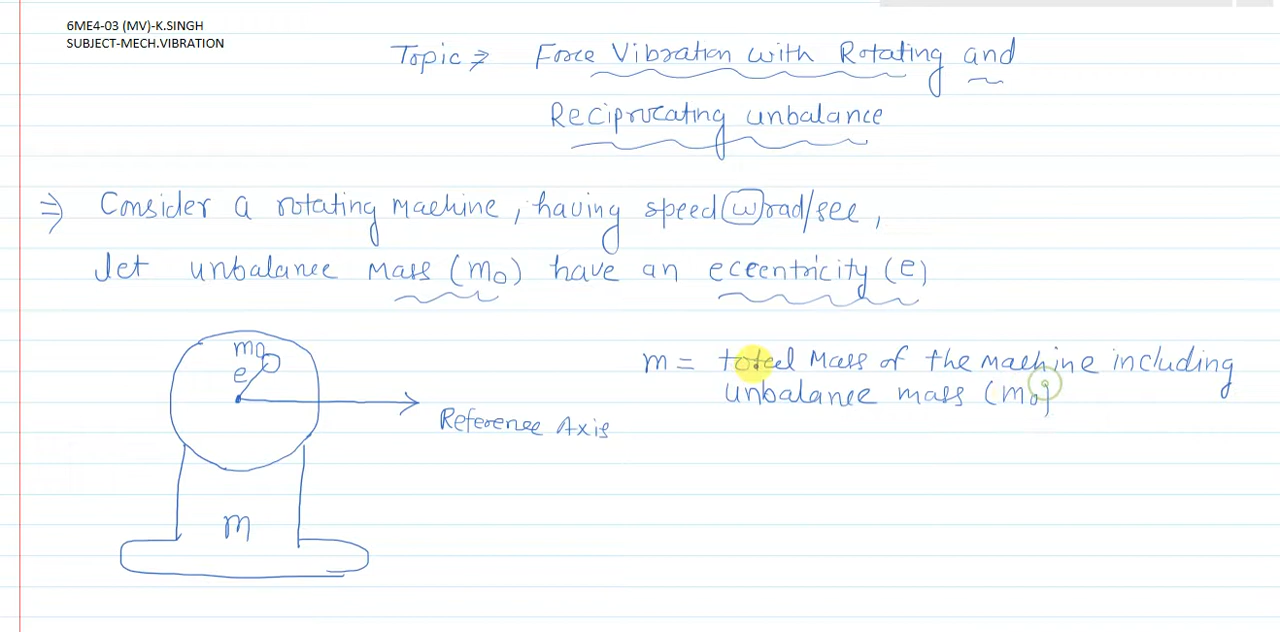 6ME4-03 (MV)-K.SINGH
SUBJECT-MECH.VIBRATION
Topic ⇒ Force Vibration with Rotating and
Reciprocating unbalance
⇒ Consider a rotating machine, having speed (ω) rad/sec,
let unbalance mass (m0) have an eccentricity (e)
m0
e
m = total mass of the machine including
unbalance mass (m0)
Reference Axis
m